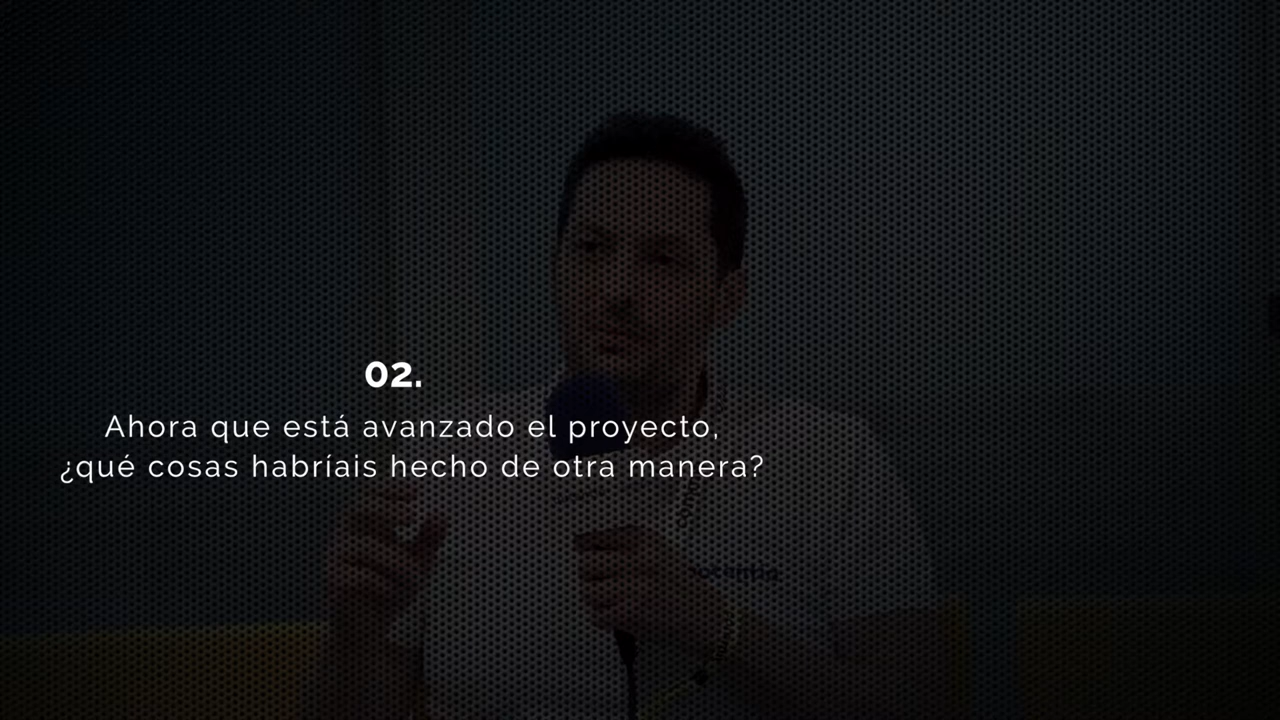 02.
Ahora que está avanzado el proyecto,
¿qué cosas habríais hecho de otra manera?